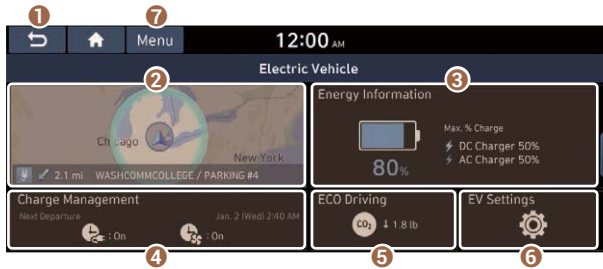 1
7
Menu
12:00 AM
Electric Vehicle
2
3
Chicago
New York
2.1 mi WASHCOMMCOLLEGE / PARKING #4
Energy Information
80%
Max. % Charge
DC Charger 50%
AC Charger 50%
Charge Management
Next Departure
Jan. 2 (Wed) 2:40 AM
: On
: On
ECO Driving
CO₂ ↓ 1.8 lb
EV Settings
4
5
6